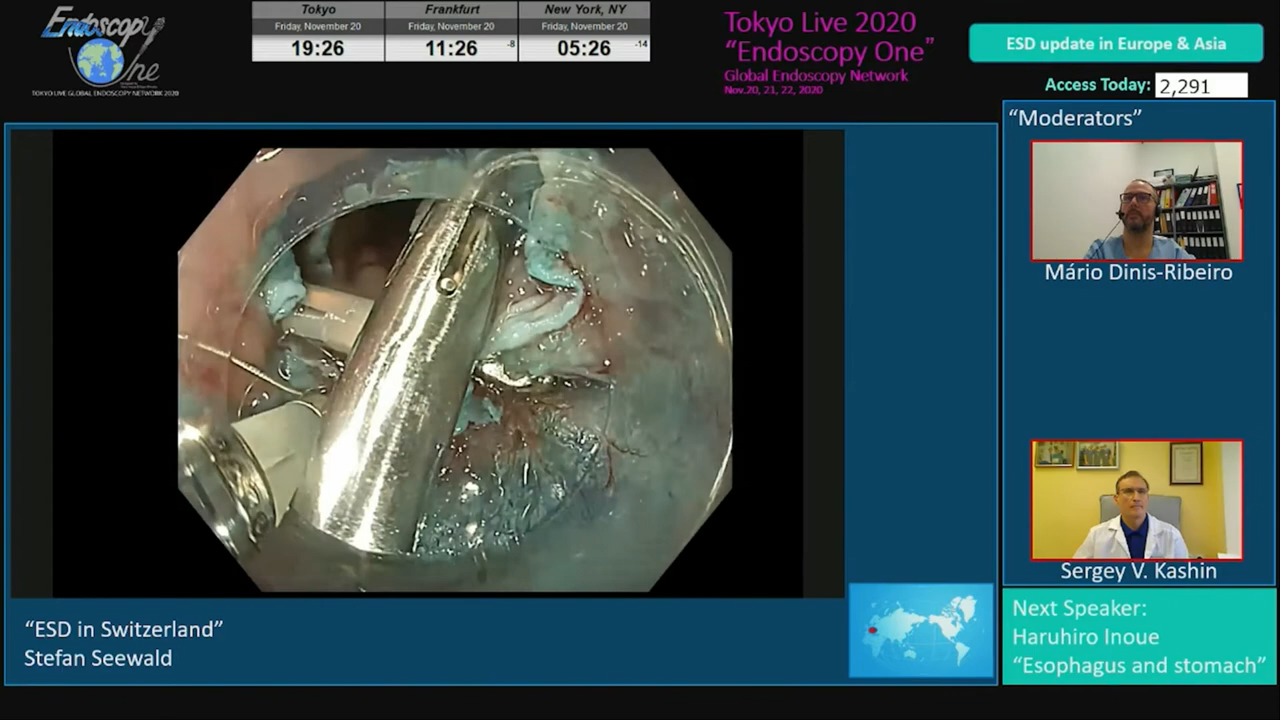 Endoscopy
One
TOKYO LIVE GLOBAL ENDOSCOPY NETWORK 2020
Tokyo
Friday, November 20
19:26
Frankfurt
Friday, November 20
11:26
-8
New York, NY
Friday, November 20
05:26
-14
Tokyo Live 2020
“Endoscopy One”
Global Endoscopy Network
Nov.20, 21, 22, 2020
ESD update in Europe & Asia
Access Today: 2,291
“Moderators”
Mário Dinis-Ribeiro
Sergey V. Kashin
“ESD in Switzerland”
Stefan Seewald
Next Speaker:
Haruhiro Inoue
“Esophagus and stomach”